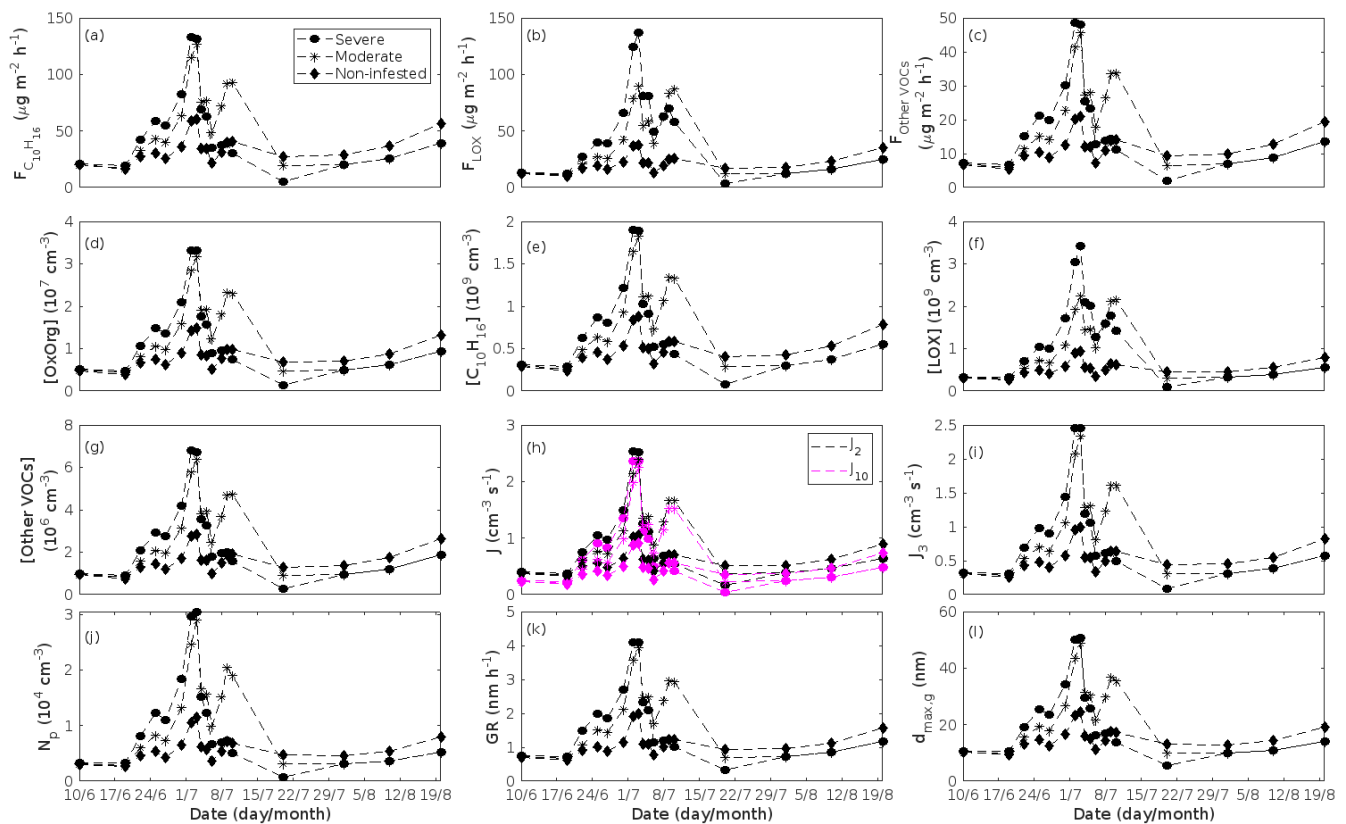 (a)
Severe
Moderate
Non-infested
F_{C_{10}H_{16}} (μg m^{-2} h^{-1})
150
100
50
0
(b)
F_{LOX} (μg m^{-2} h^{-1})
150
100
50
0
(c)
F_{Other VOCs}
(μg m^{-2} h^{-1})
50
40
30
20
10
0
(d)
[OxOrg] (10^7 cm^{-3})
4
3
2
1
0
(e)
[C_{10}H_{16}] (10^9 cm^{-3})
2
1.5
1
0.5
0
(f)
[LOX] (10^9 cm^{-3})
4
3
2
1
0
(g)
[Other VOCs]
(10^6 cm^{-3})
8
6
4
2
0
(h)
J_2
J_{10}
J (cm^{-3} s^{-1})
3
2
1
0
(i)
J_3 (cm^{-3} s^{-1})
2.5
2
1.5
1
0.5
0
(j)
N_p (10^4 cm^{-3})
3
2
1
0
10/6 17/6 24/6 1/7 8/7 15/7 22/7 29/7 5/8 12/8 19/8
Date (day/month)
(k)
GR (nm h^{-1})
5
4
3
2
1
0
10/6 17/6 24/6 1/7 8/7 15/7 22/7 29/7 5/8 12/8 19/8
Date (day/month)
(l)
d_{max,g} (nm)
60
40
20
0
10/6 17/6 24/6 1/7 8/7 15/7 22/7 29/7 5/8 12/8 19/8
Date (day/month)